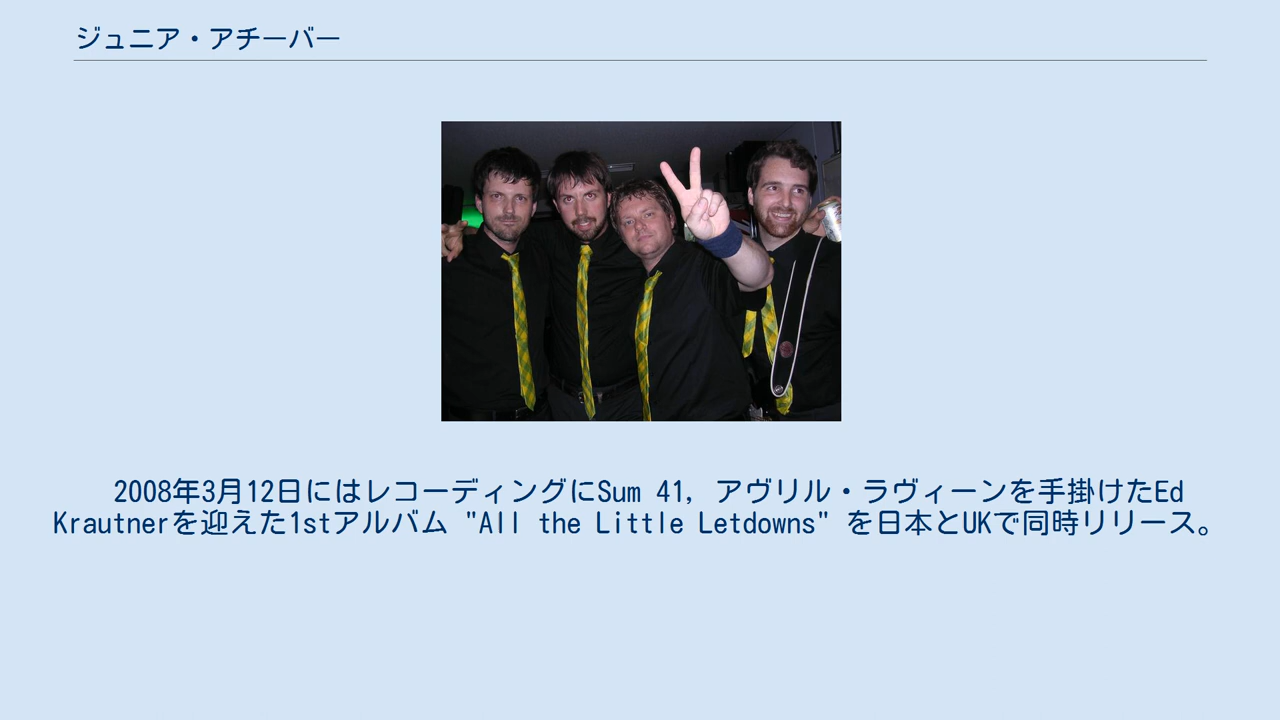 ジュニア・アチーバー
2008年3月12日にはレコーディングにSum 41, アヴリル・ラヴィーンを手掛けたEd
Krautnerを迎えた1stアルバム "All the Little Letdowns" を日本とUKで同時リリース。